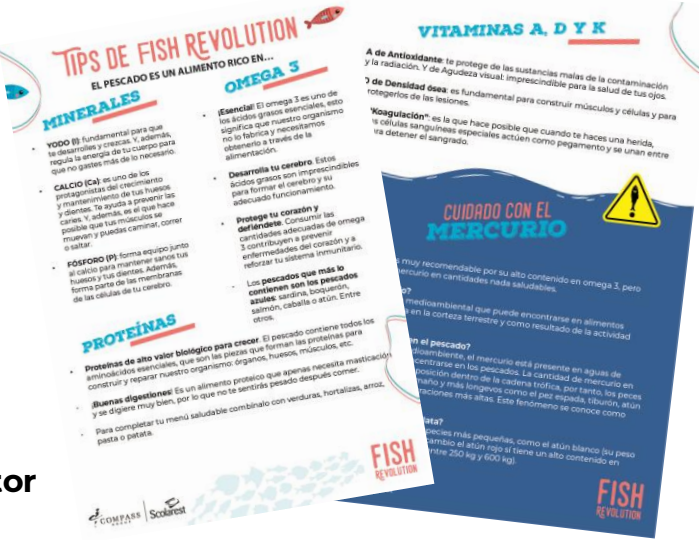 TIPS DE FISH REVOLUTION
EL PESCADO ES UN ALIMENTO RICO EN...
MINERALES
YODO (I): fundamental para que
te desarrolles y crezcas. Y, además,
regula la energía de tu cuerpo para
que no gastes más de lo necesario.
CALCIO (Ca): es uno de los
protagonistas del crecimiento
y mantenimiento de tus huesos
y dientes. Te ayuda a prevenir las
caries. Y, además, es el que hace
posible que tus músculos se
muevan y puedas caminar, correr
o saltar.
FÓSFORO (P): forma equipo junto
al calcio para mantener sanos tus
huesos y tus dientes. Además,
forma parte de las membranas
de las células de tu cerebro.
OMEGA 3
¡Esencial! El omega 3 es uno de
los ácidos grasos esenciales, esto
significa que nuestro organismo
no lo fabrica y necesitamos
obtenerlo a través de la
alimentación.
Desarrolla tu cerebro. Estos
ácidos grasos son imprescindibles
para formar el cerebro y su
adecuado funcionamiento.
Protege tu corazón y
defiéndete. Consumir las
cantidades adecuadas de omega
3 contribuyen a prevenir
enfermedades del corazón y a
reforzar tu sistema inmunitario.
Los pescados que más lo
contienen son los pescados
azules: sardina, boquerón,
salmón, caballa o atún. Entre
otros.
PROTEÍNAS
Proteínas de alto valor biológico para crecer. El pescado contiene todos los
aminoácidos esenciales, que son las piezas que forman las proteínas para
construir y reparar nuestro organismo: órganos, huesos, músculos, etc.
¡Buenas digestiones! Es un alimento proteico que apenas necesita masticación
y se digiere muy bien, por lo que no te sentirás pesado después comer.
Para completar tu menú saludable combínalo con verduras, hortalizas, arroz,
pasta o patata.
COMPASS GROUP
Scolarest
FISH
REVOLUTION
tor
VITAMINAS A, D Y K
A de Antioxidante: te protege de las sustancias malas de la contaminación
y la radiación. Y de Agudeza visual: imprescindible para la salud de tus ojos.
D de Densidad ósea: es fundamental para construir músculos y células y para
protegerlos de las lesiones.
"Koagulación": es la que hace posible que cuando te haces una herida,
s células sanguíneas especiales actúen como pegamento y se unan entre
ra detener el sangrado.
CUIDADO CON EL
MERCURIO
s muy recomendable por su alto contenido en omega 3, pero
mercurio en cantidades nada saludables.
o?
medioambiental que puede encontrarse en alimentos
a en la corteza terrestre y como resultado de la actividad
en el pescado?
dioambiente, el mercurio está presente en aguas de
centrarse en los pescados. La cantidad de mercurio en
posición dentro de la cadena trófica, por tanto, los peces
maño y más longevos como el pez espada, tiburón, atún
raciones más altas. Este fenómeno se conoce como
lata?
pecies más pequeñas, como el atún blanco (su peso
cambio el atún rojo sí tiene un alto contenido en
entre 250 kg y 600 kg).
FISH
REVOLUTION